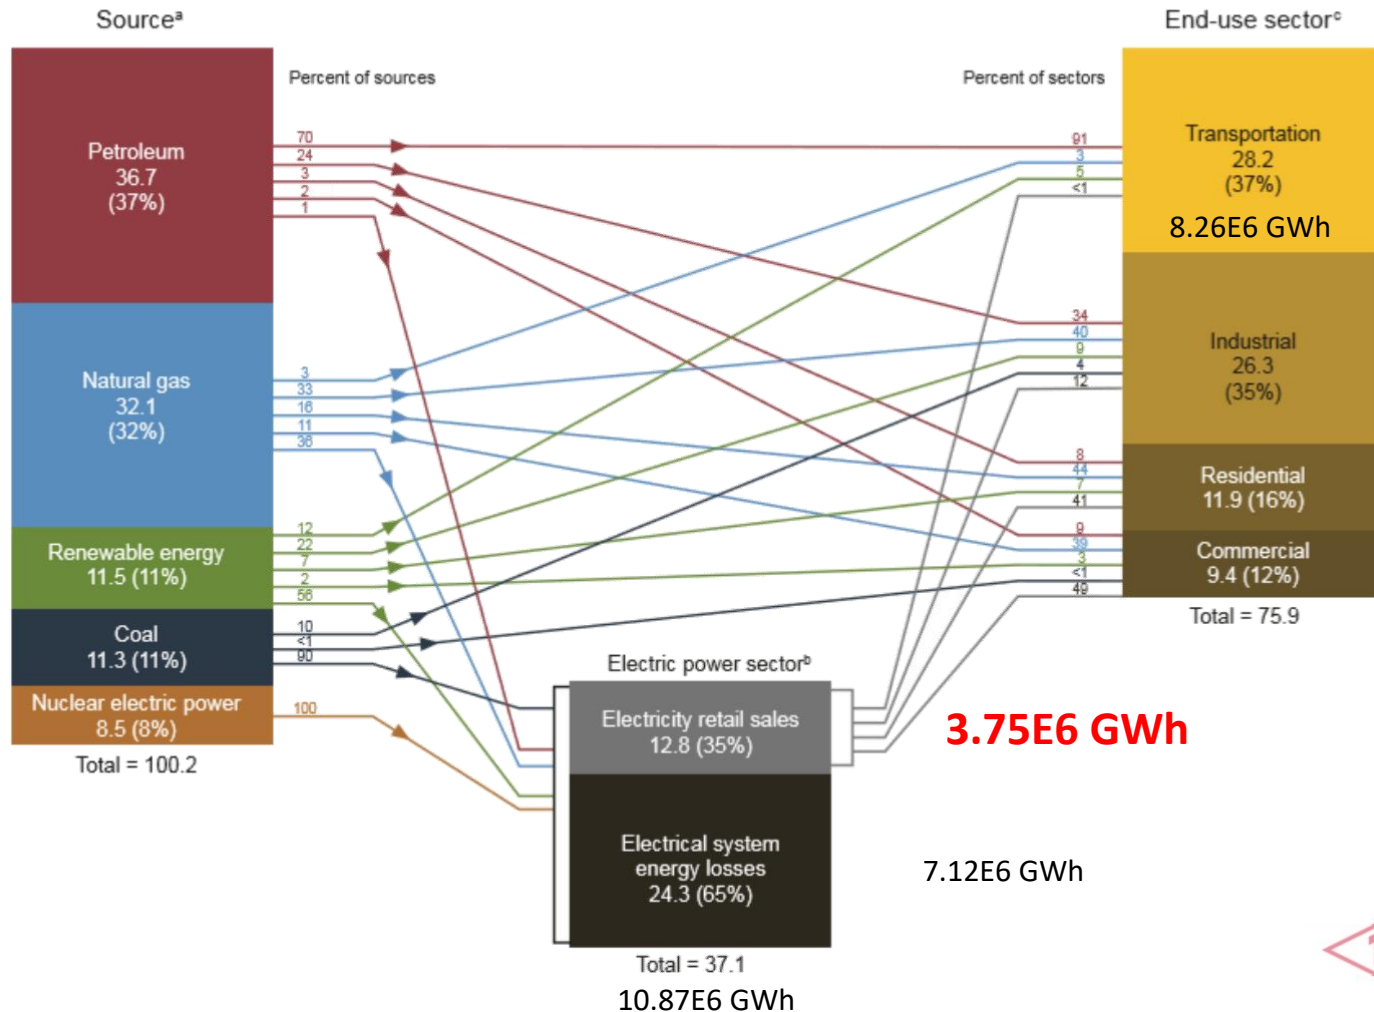 Sourceᵃ
End-use sectorᶜ
Percent of sources
Percent of sectors
Petroleum
36.7
(37%)
70
24
3
2
1
Natural gas
32.1
(32%)
3
33
16
11
36
Renewable energy
11.5 (11%)
12
22
7
2
56
Coal
11.3 (11%)
10
<1
90
Nuclear electric power
8.5 (8%)
100
Total = 100.2
Electric power sectorᵇ
Electricity retail sales
12.8 (35%)
Electrical system
energy losses
24.3 (65%)
Total = 37.1
10.87E6 GWh
3.75E6 GWh
7.12E6 GWh
91
3
5
<1
Transportation
28.2
(37%)
8.26E6 GWh
34
40
9
4
12
Industrial
26.3
(35%)
8
44
7
41
Residential
11.9 (16%)
9
39
3
<1
49
Commercial
9.4 (12%)
Total = 75.9